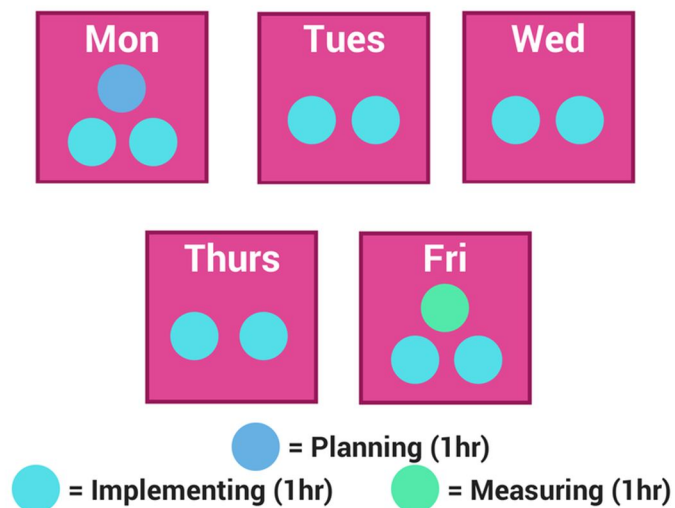 Mon
Tues
Wed
Thurs
Fri
= Planning (1hr)
= Implementing (1hr)
= Measuring (1hr)